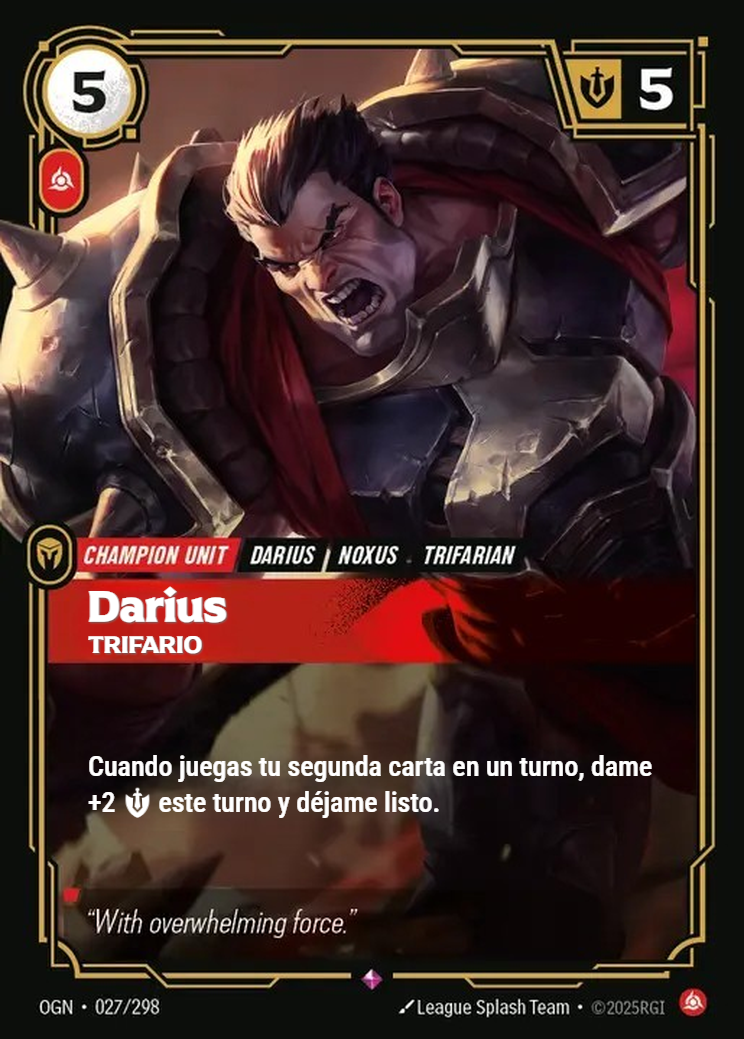 5
5
CHAMPION UNIT DARIUS NOXUS TRIFARIAN
Darius
TRIFARIO
Cuando juegas tu segunda carta en un turno, dame
+2 este turno y déjame listo.
“With overwhelming force.”
OGN • 027/298 League Splash Team • ©2025RGI